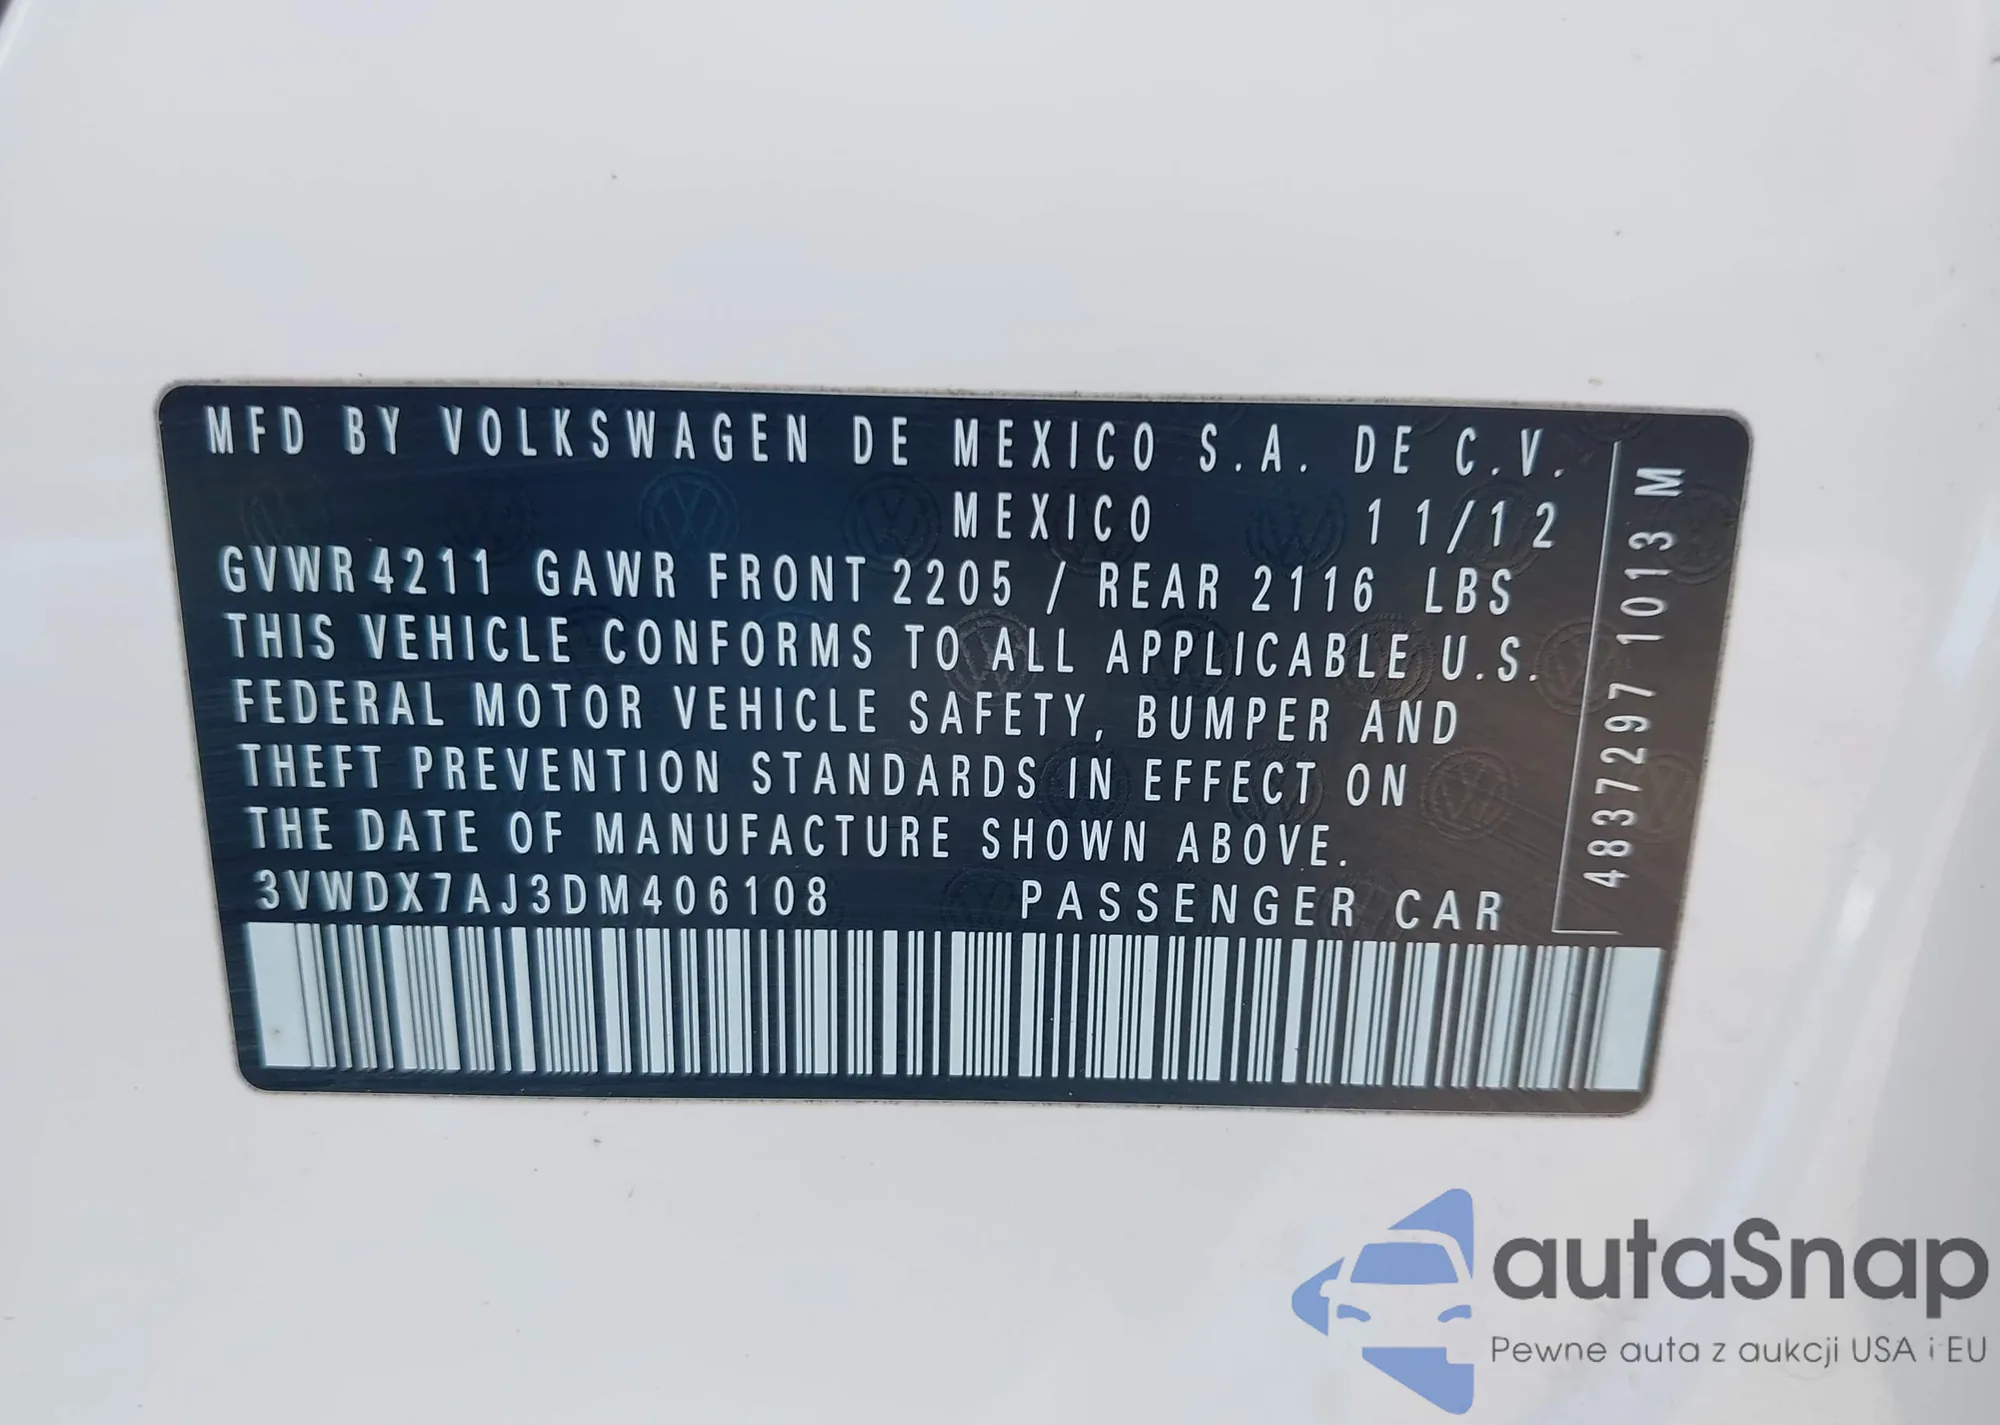 MFD BY VOLKSWAGEN DE MEXICO S.A. DE C.V.
MEXICO 11/12
GVWR 4211 GAWR FRONT 2205 / REAR 2116 LBS
THIS VEHICLE CONFORMS TO ALL APPLICABLE U.S.
FEDERAL MOTOR VEHICLE SAFETY, BUMPER AND
THEFT PREVENTION STANDARDS IN EFFECT ON
THE DATE OF MANUFACTURE SHOWN ABOVE.
3VWDX7AJ3DM406108 PASSENGER CAR
4837297 1013 M
autaSnap
Pewne auta z aukcji USA i EU